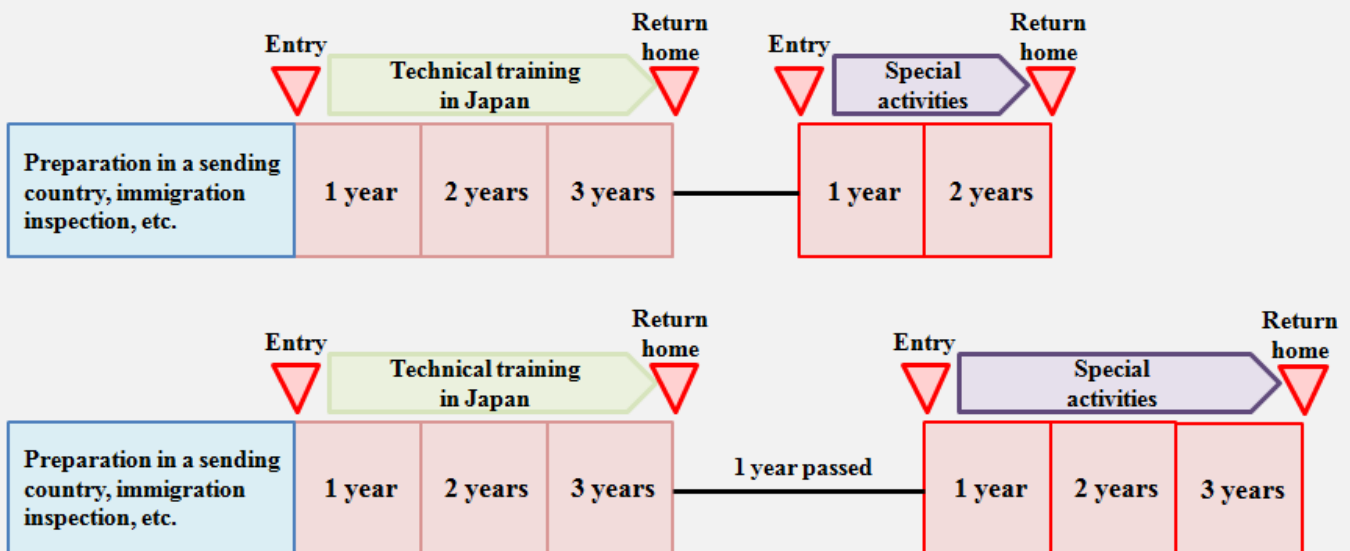 Entry
Technical training
in Japan
Return
home
Entry
Special
activities
Return
home
Preparation in a sending
country, immigration
inspection, etc.
1 year
2 years
3 years
1 year
2 years
Entry
Technical training
in Japan
Return
home
Entry
Special
activities
Return
home
Preparation in a sending
country, immigration
inspection, etc.
1 year
2 years
3 years
1 year passed
1 year
2 years
3 years